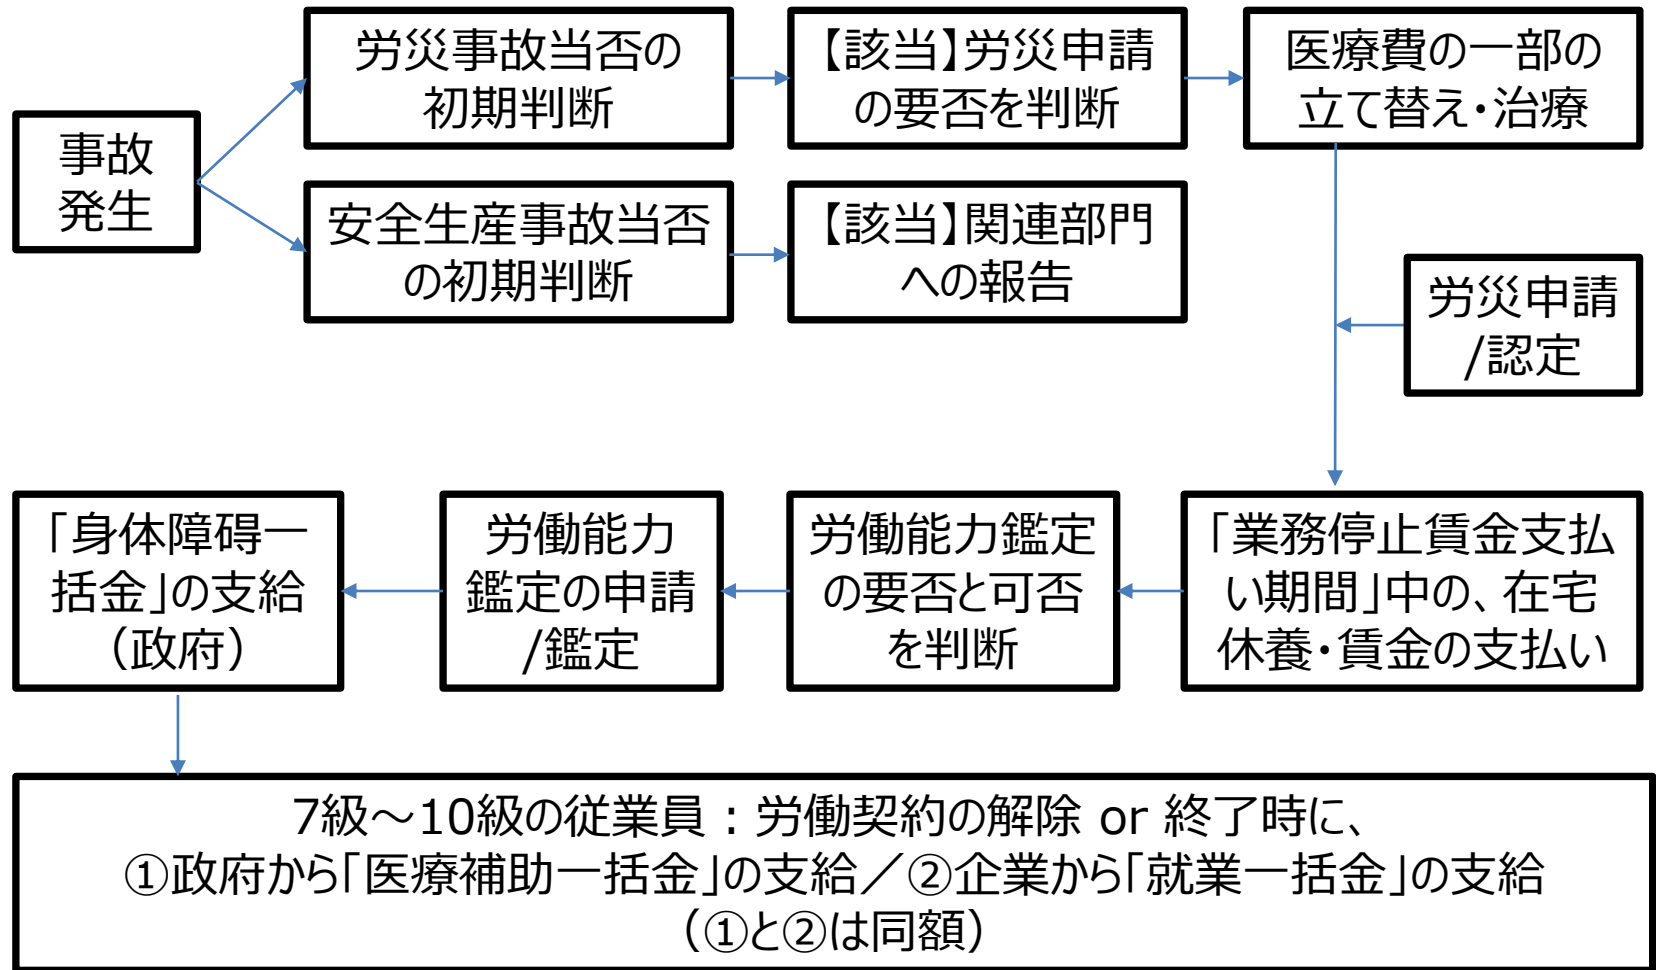 事故
発生
労災事故当否の
初期判断
【該当】労災申請
の要否を判断
医療費の一部の
立て替え・治療
安全生産事故当否
の初期判断
【該当】関連部門
への報告
労災申請
/認定
「業務停止賃金支払
い期間」中の、在宅
休養・賃金の支払い
労働能力鑑定
の要否と可否
を判断
労働能力
鑑定の申請
/鑑定
「身体障碍一
括金」の支給
（政府）
7級～10級の従業員：労働契約の解除 or 終了時に、
①政府から「医療補助一括金」の支給／②企業から「就業一括金」の支給
（①と②は同額）